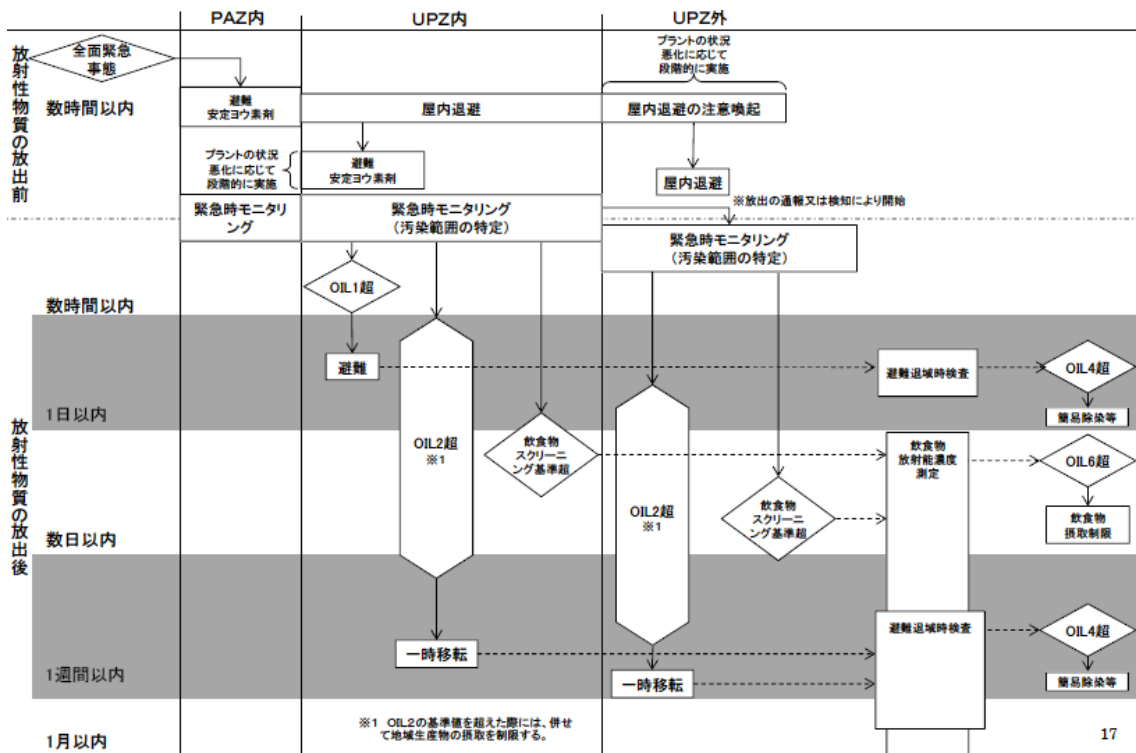 PAZ内
UPZ内
UPZ外
放射性物質の放出前
全面緊急
事態
プラントの状況
悪化に応じて
段階的に実施
数時間以内
避難
安定ヨウ素剤
屋内退避
屋内退避の注意喚起
プラントの状況
悪化に応じて
段階的に実施
避難
安定ヨウ素剤
屋内退避
※放出の通報又は検知により開始
緊急時モニタリ
ング
緊急時モニタリング
(汚染範囲の特定)
緊急時モニタリング
(汚染範囲の特定)
OIL1超
数時間以内
放射性物質の放出後
避難
避難退域時検査
OIL4超
簡易除染等
1日以内
OIL2超
※1
飲食物
スクリーニ
ング基準超
飲食物
放射能濃度
測定
OIL6超
OIL2超
※1
飲食物
スクリーニ
ング基準超
飲食物
摂取制限
数日以内
避難退域時検査
OIL4超
一時移転
一時移転
簡易除染等
1週間以内
※1 OIL2の基準値を超えた際には、併せ
て地域生産物の摂取を制限する。
1月以内
17